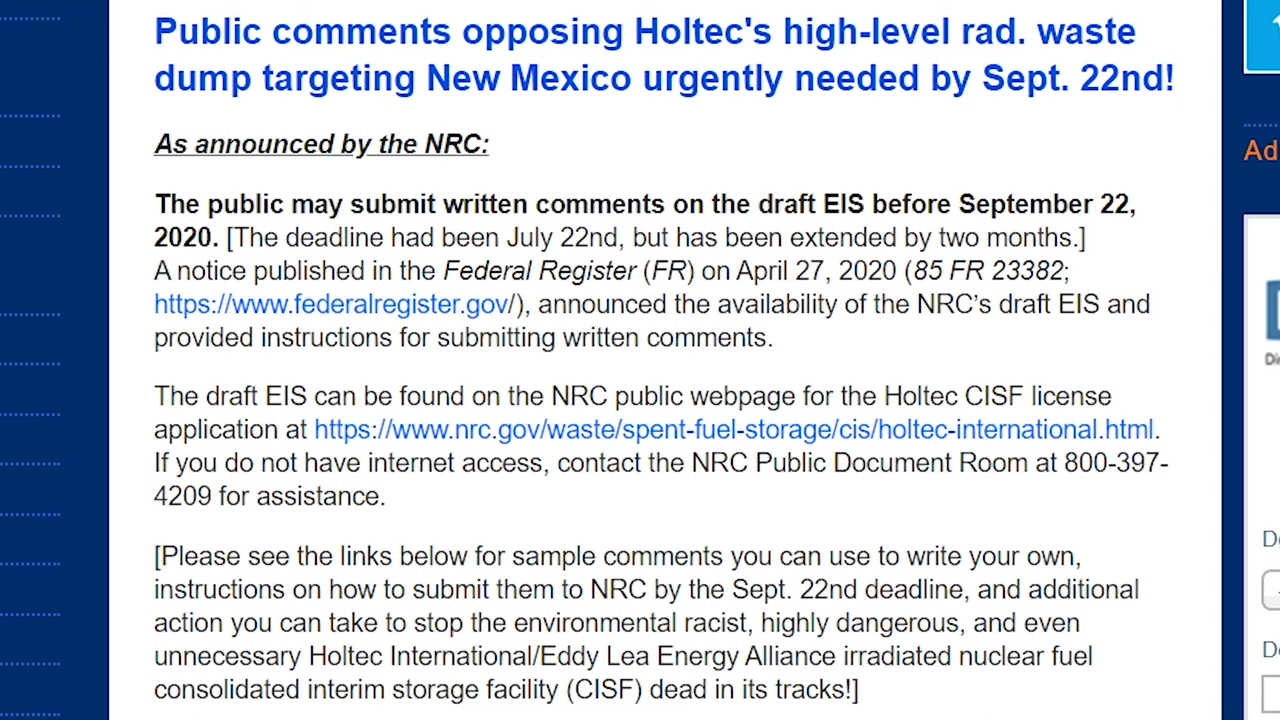 Public comments opposing Holtec's high-level rad. waste
dump targeting New Mexico urgently needed by Sept. 22nd!
As announced by the NRC:
The public may submit written comments on the draft EIS before September 22,
2020. [The deadline had been July 22nd, but has been extended by two months.]
A notice published in the Federal Register (FR) on April 27, 2020 (85 FR 23382;
https://www.federalregister.gov/), announced the availability of the NRC’s draft EIS and
provided instructions for submitting written comments.
The draft EIS can be found on the NRC public webpage for the Holtec CISF license
application at https://www.nrc.gov/waste/spent-fuel-storage/cis/holtec-international.html.
If you do not have internet access, contact the NRC Public Document Room at 800-397-
4209 for assistance.
[Please see the links below for sample comments you can use to write your own,
instructions on how to submit them to NRC by the Sept. 22nd deadline, and additional
action you can take to stop the environmental racist, highly dangerous, and even
unnecessary Holtec International/Eddy Lea Energy Alliance irradiated nuclear fuel
consolidated interim storage facility (CISF) dead in its tracks!]
Ad